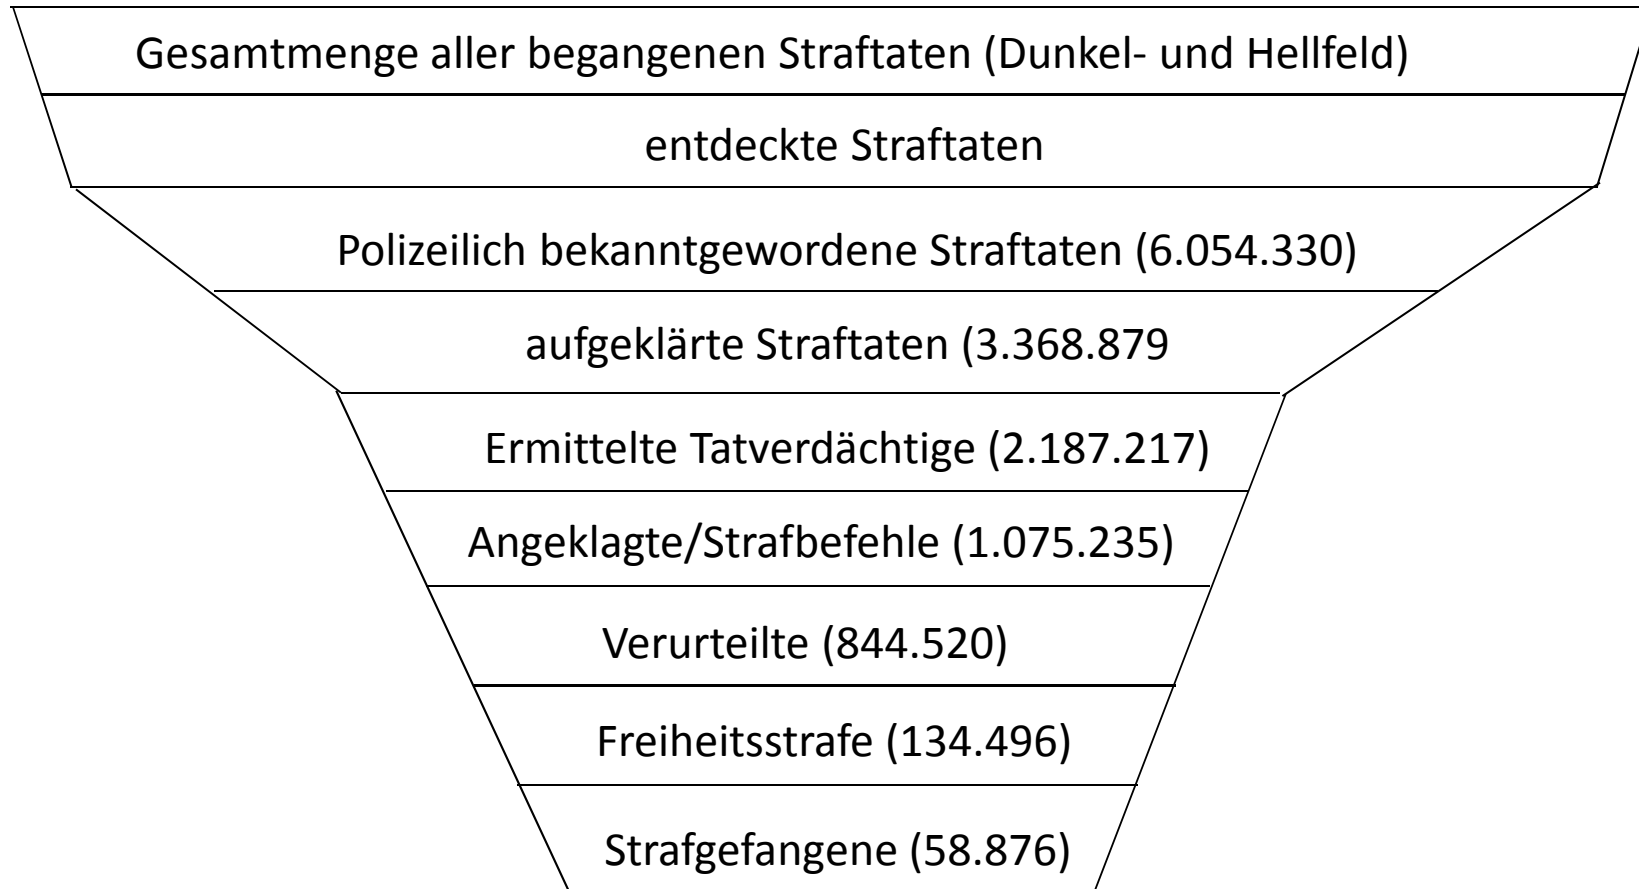 Gesamtmenge aller begangenen Straftaten (Dunkel- und Hellfeld)
entdeckte Straftaten
Polizeilich bekanntgewordene Straftaten (6.054.330)
aufgeklärte Straftaten (3.368.879
Ermittelte Tatverdächtige (2.187.217)
Angeklagte/Strafbefehle (1.075.235)
Verurteilte (844.520)
Freiheitsstrafe (134.496)
Strafgefangene (58.876)